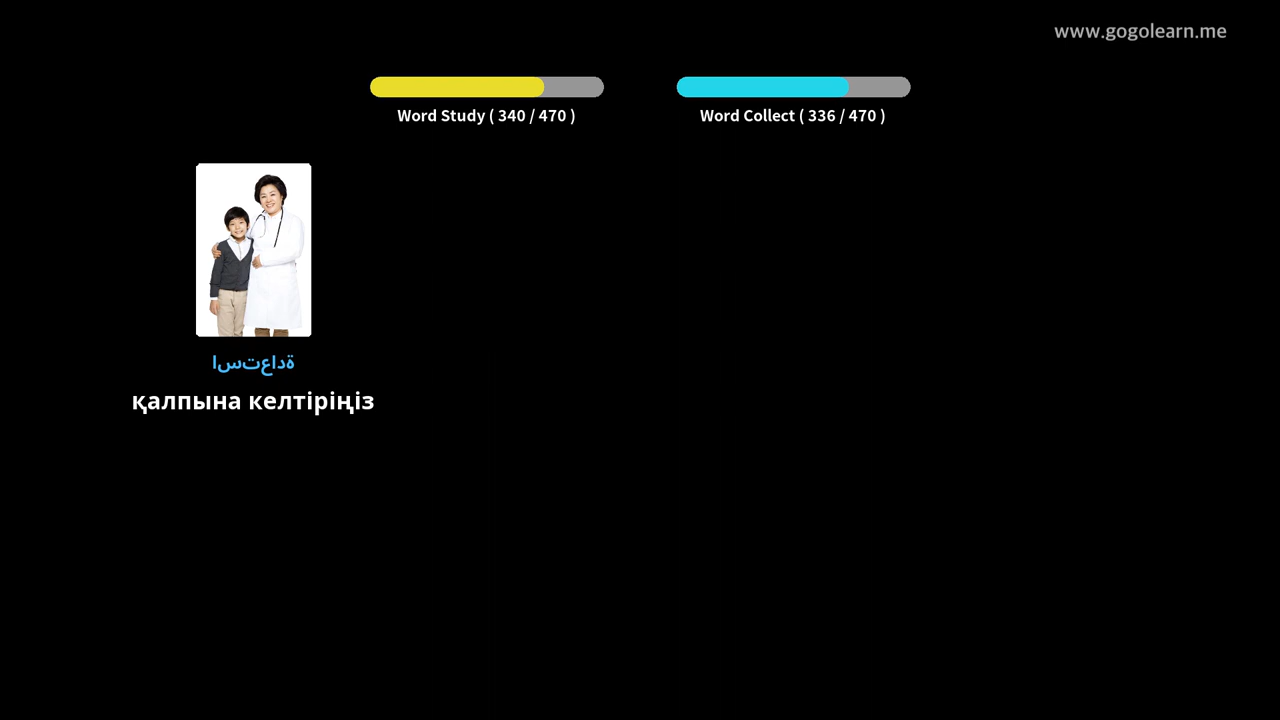 www.gogolearn.me
Word Study ( 340 / 470 )
Word Collect ( 336 / 470 )
استعادة
қалпына келтіріңіз